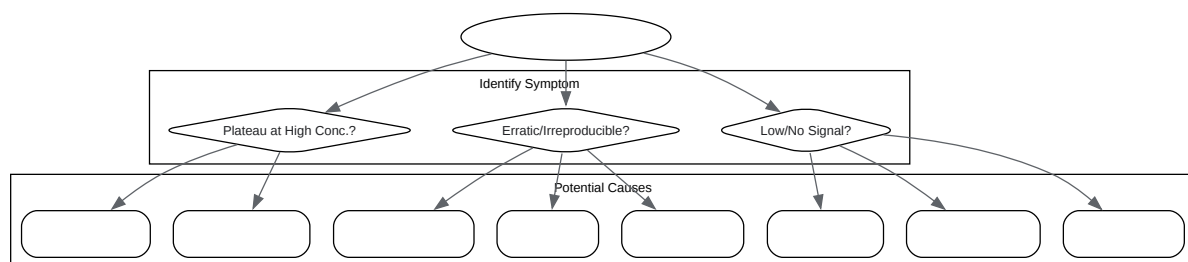 Identify Symptom
Plateau at High Conc.?
Erratic/Irreproducible?
Low/No Signal?
Potential Causes